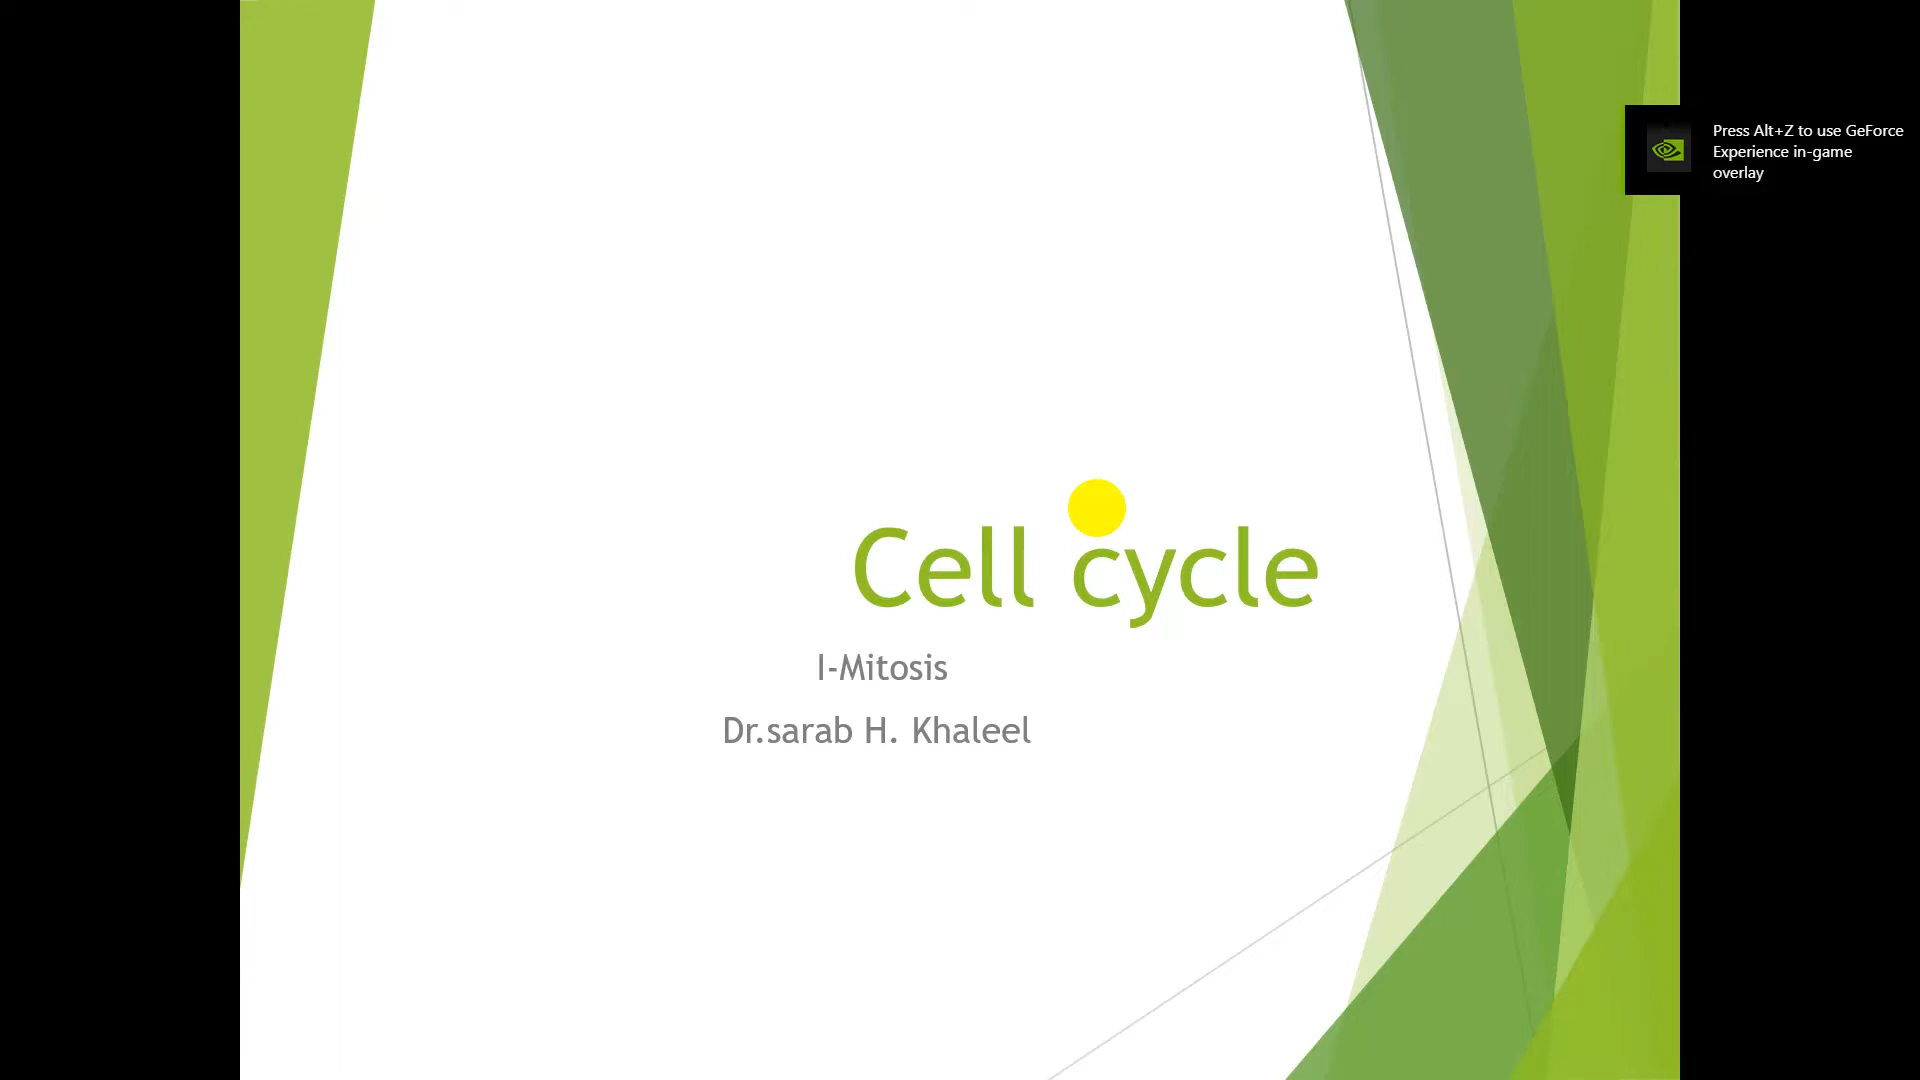 Press Alt+Z to use GeForce
Experience in-game
overlay
Cell cycle
I-Mitosis
Dr.sarab H. Khaleel